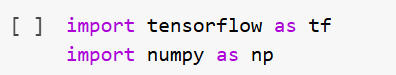 [ ] import tensorflow as tf
import numpy as np